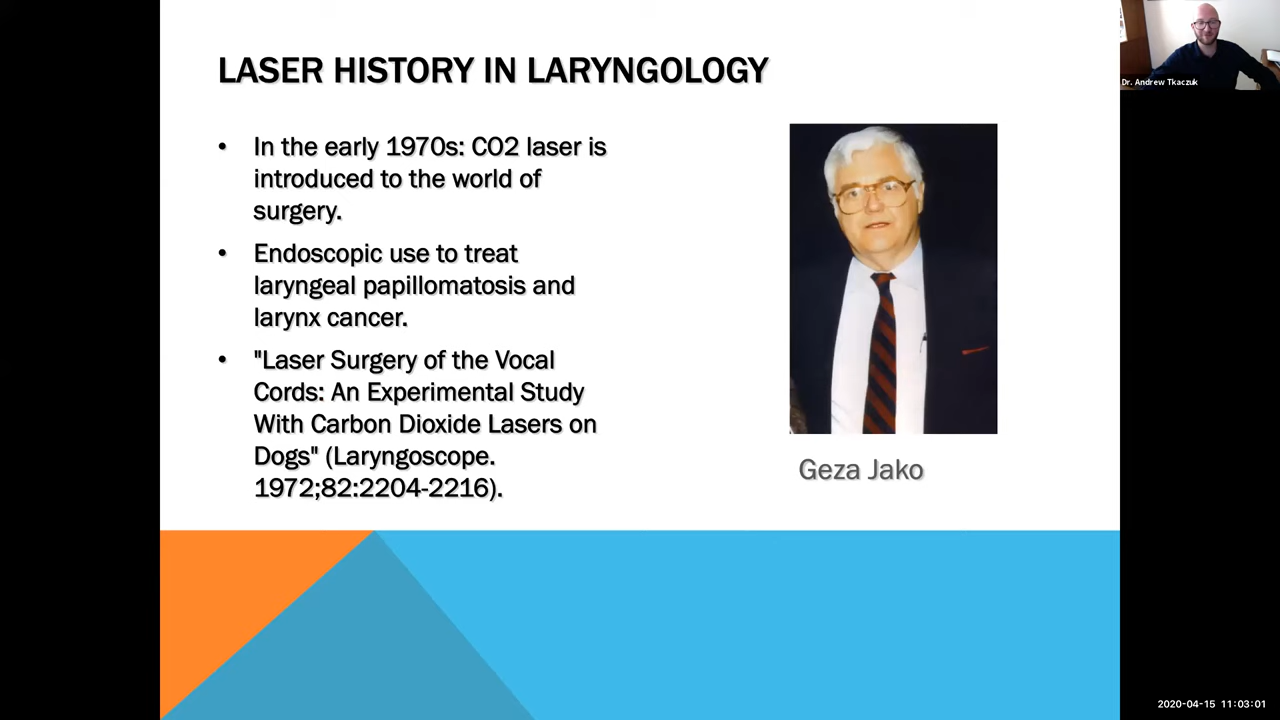 LASER HISTORY IN LARYNGOLOGY
• In the early 1970s: CO2 laser is
introduced to the world of
surgery.
• Endoscopic use to treat
laryngeal papillomatosis and
larynx cancer.
• "Laser Surgery of the Vocal
Cords: An Experimental Study
With Carbon Dioxide Lasers on
Dogs" (Laryngoscope.
1972;82:2204-2216).
Geza Jako
Dr. Andrew Tkaczuk
2020-04-15 11:03:01